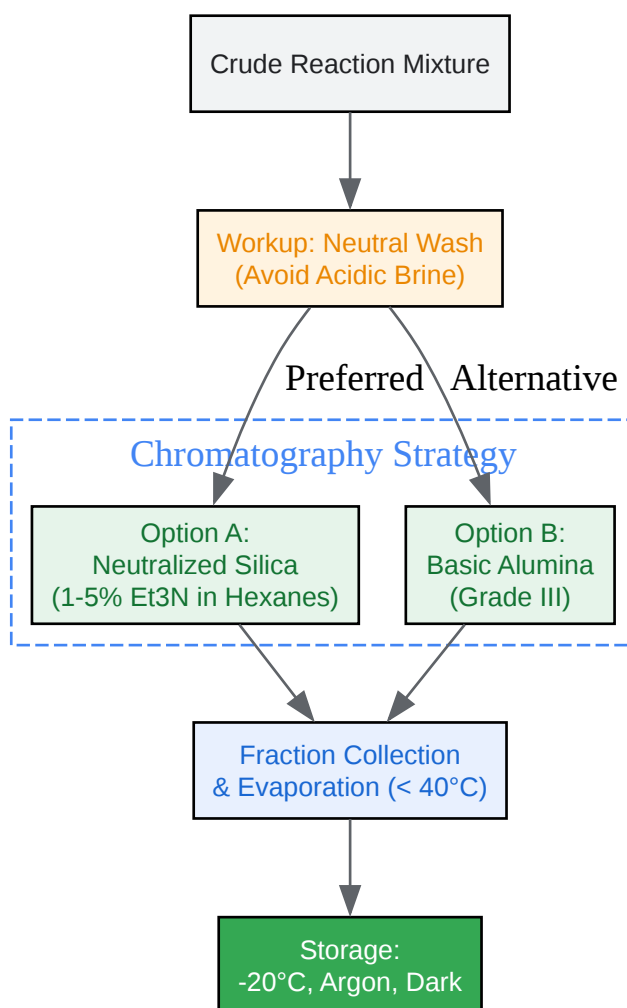 Crude Reaction Mixture
Workup: Neutral Wash
(Avoid Acidic Brine)
Preferred
Alternative
Chromatography Strategy
Option A:
Neutralized Silica
(1-5% Et3N in Hexanes)
Option B:
Basic Alumina
(Grade III)
Fraction Collection
& Evaporation (< 40°C)
Storage:
-20°C, Argon, Dark